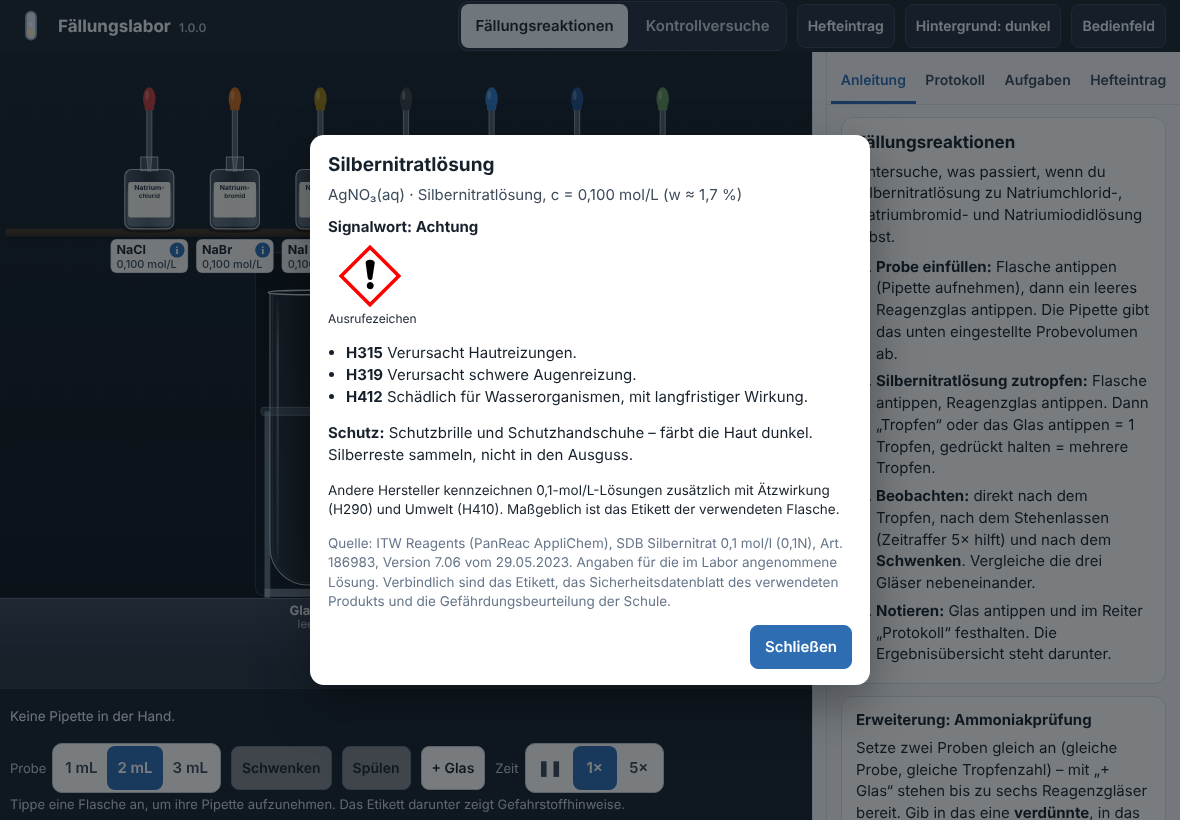 Fällungslabor 1.0.0
Fällungsreaktionen
Kontrollversuche
Hefteintrag
Hintergrund: dunkel
Bedienfeld
Anleitung
Protokoll
Aufgaben
Hefteintrag
Natrium-
chlorid
Natrium-
bromid
NaCl
0,100 mol/L
NaBr
0,100 mol/L
NaI
Silbernitratlösung
AgNO₃(aq) · Silbernitratlösung, c = 0,100 mol/L (w ≈ 1,7 %)
Signalwort: Achtung
Ausrufezeichen
• H315 Verursacht Hautreizungen.
• H319 Verursacht schwere Augenreizung.
• H412 Schädlich für Wasserorganismen, mit langfristiger Wirkung.
Schutz: Schutzbrille und Schutzhandschuhe – färbt die Haut dunkel.
Silberreste sammeln, nicht in den Ausguss.
Andere Hersteller kennzeichnen 0,1-mol/L-Lösungen zusätzlich mit Ätzwirkung
(H290) und Umwelt (H410). Maßgeblich ist das Etikett der verwendeten Flasche.
Quelle: ITW Reagents (PanReac AppliChem), SDB Silbernitrat 0,1 mol/l (0,1N), Art.
186983, Version 7.06 vom 29.05.2023. Angaben für die im Labor angenommene
Lösung. Verbindlich sind das Etikett, das Sicherheitsdatenblatt des verwendeten
Produkts und die Gefährdungsbeurteilung der Schule.
Schließen
ällungsreaktionen
ntersuche, was passiert, wenn du
lbernitratlösung zu Natriumchlorid-,
atriumbromid- und Natriumiodidlösung
bst.
Probe einfüllen: Flasche antippen
(Pipette aufnehmen), dann ein leeres
Reagenzglas antippen. Die Pipette gibt
das unten eingestellte Probevolumen
ab.
Silbernitratlösung zutropfen: Flasche
antippen, Reagenzglas antippen. Dann
„Tropfen“ oder das Glas antippen = 1
Tropfen, gedrückt halten = mehrere
Tropfen.
Beobachten: direkt nach dem
Tropfen, nach dem Stehenlassen
(Zeitraffer 5× hilft) und nach dem
Schwenken. Vergleiche die drei
Gläser nebeneinander.
Notieren: Glas antippen und im Reiter
„Protokoll“ festhalten. Die
Ergebnisübersicht steht darunter.
Erweiterung: Ammoniakprüfung
Setze zwei Proben gleich an (gleiche
Probe, gleiche Tropfenzahl) – mit „+
Glas“ stehen bis zu sechs Reagenzgläser
bereit. Gib in das eine verdünnte, in das
Keine Pipette in der Hand.
Probe
1 mL
2 mL
3 mL
Schwenken
Spülen
+ Glas
Zeit
1×
5×
Tippe eine Flasche an, um ihre Pipette aufzunehmen. Das Etikett darunter zeigt Gefahrstoffhinweise.